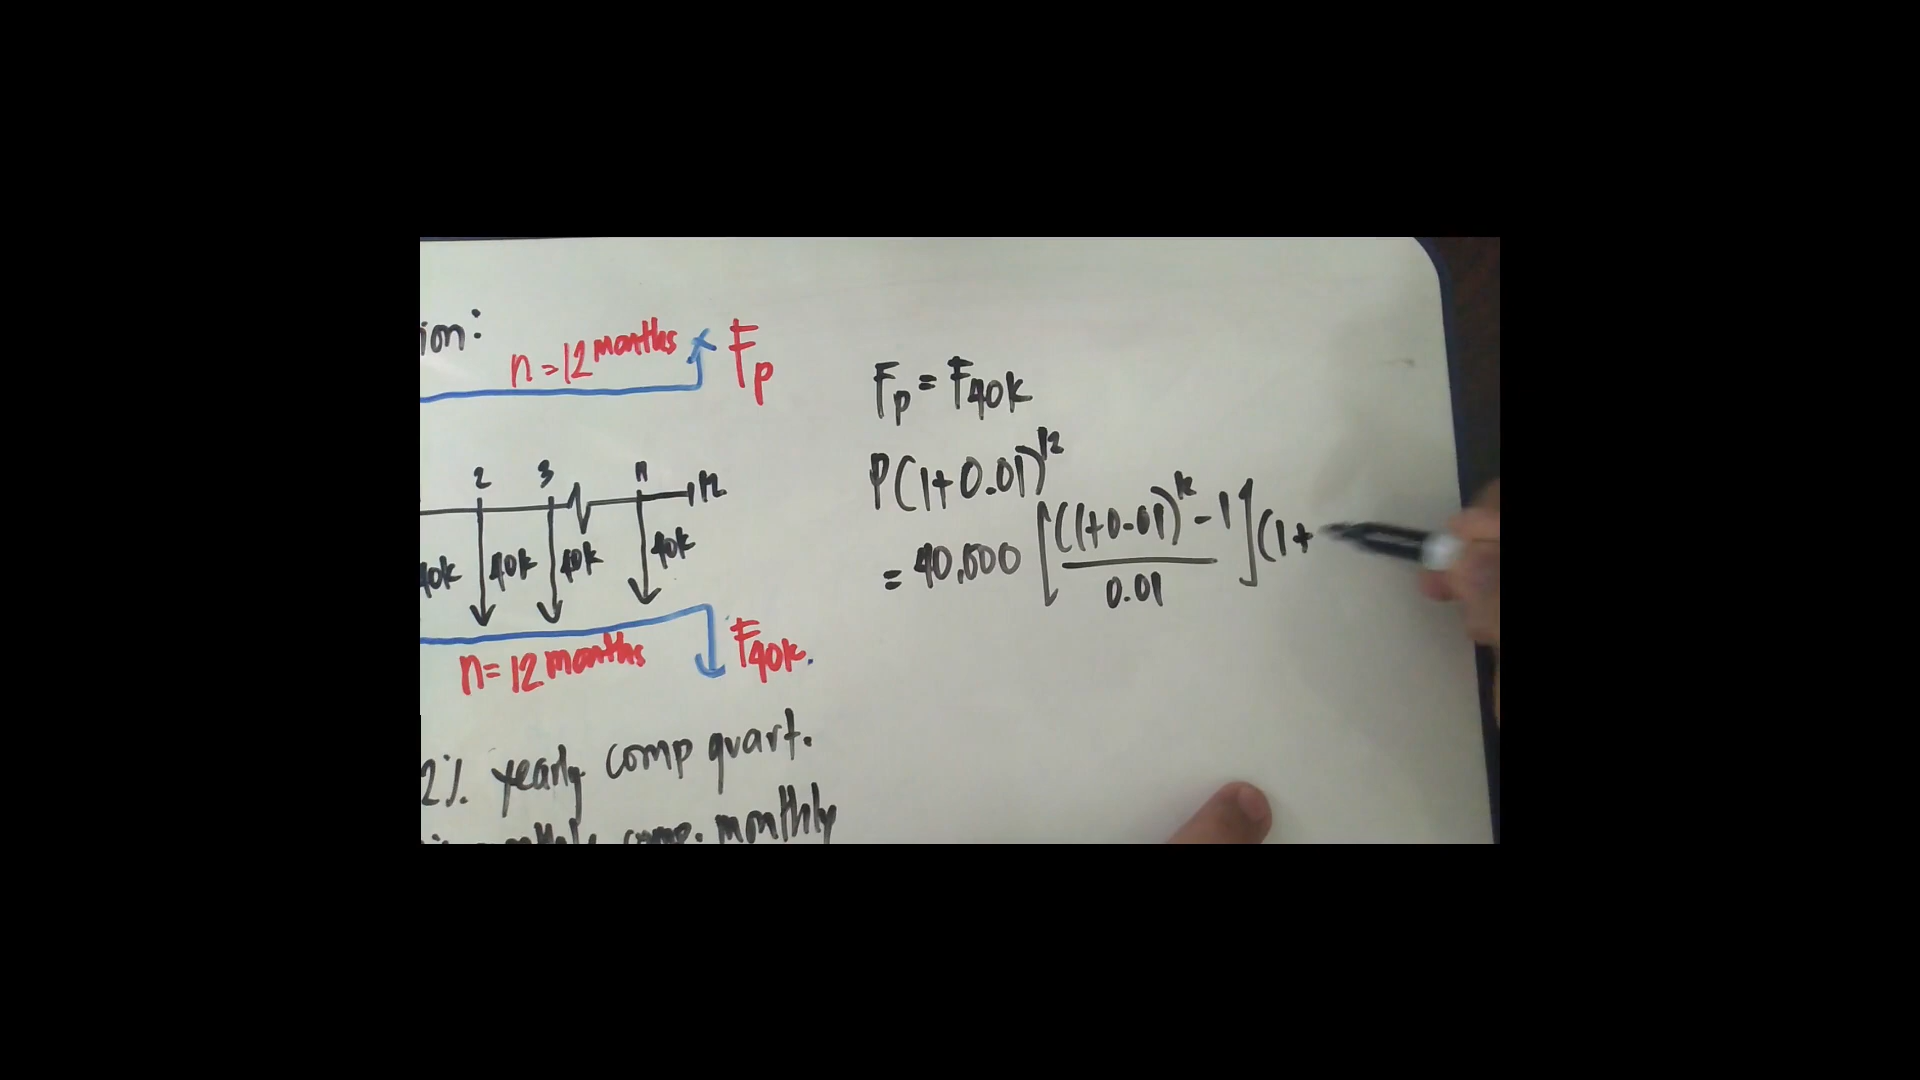 ion:
n=12 months Fp
2 3 11 12
40k 40k 40k 40k
n=12 months F40k.
2% yearly comp quart.
comp. monthly
Fp = F40k
P(1+0.01)^12
= 40,000 [((1+0.01)^12 - 1)/0.01] (1+